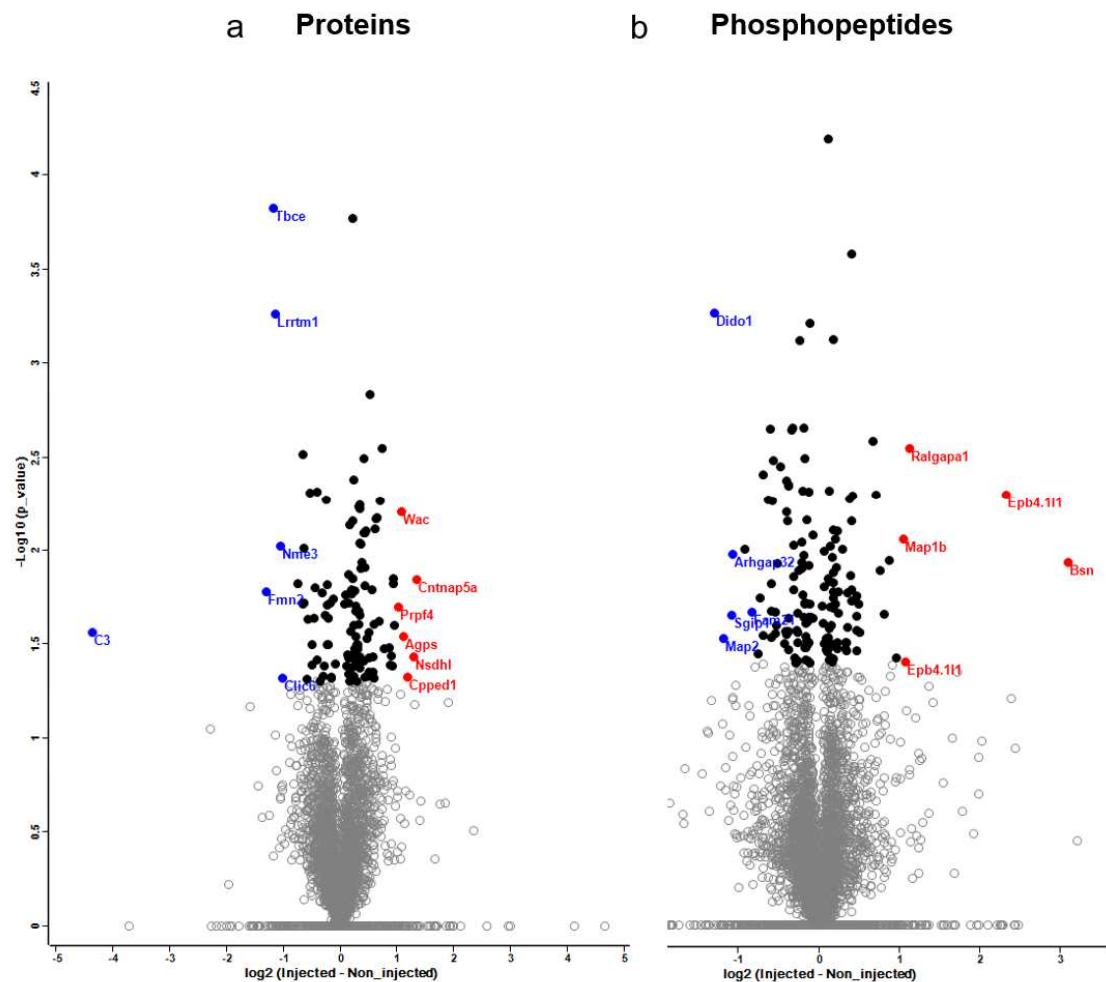 a Proteins
b Phosphopeptides
4.5
4
3.5
3
2.5
2
1.5
1
0.5
0
-Log10 (p_value)
Tbce
Lrrtm1
Wac
Nme3
Cntnap5a
Fmn2
Prpf4
C3
Agps
Nsdhl
Clic6
Cpped1
-5 -4 -3 -2 -1 0 1 2 3 4 5
log2 (Injected - Non_injected)
Dido1
Ralgapa1
Epb4.1l1
Map1b
Arhgap32
Bsn
Sgip1
Fam21
Map2
Epb4.1l1
-1 0 1 2 3
log2 (Injected - Non_injected)